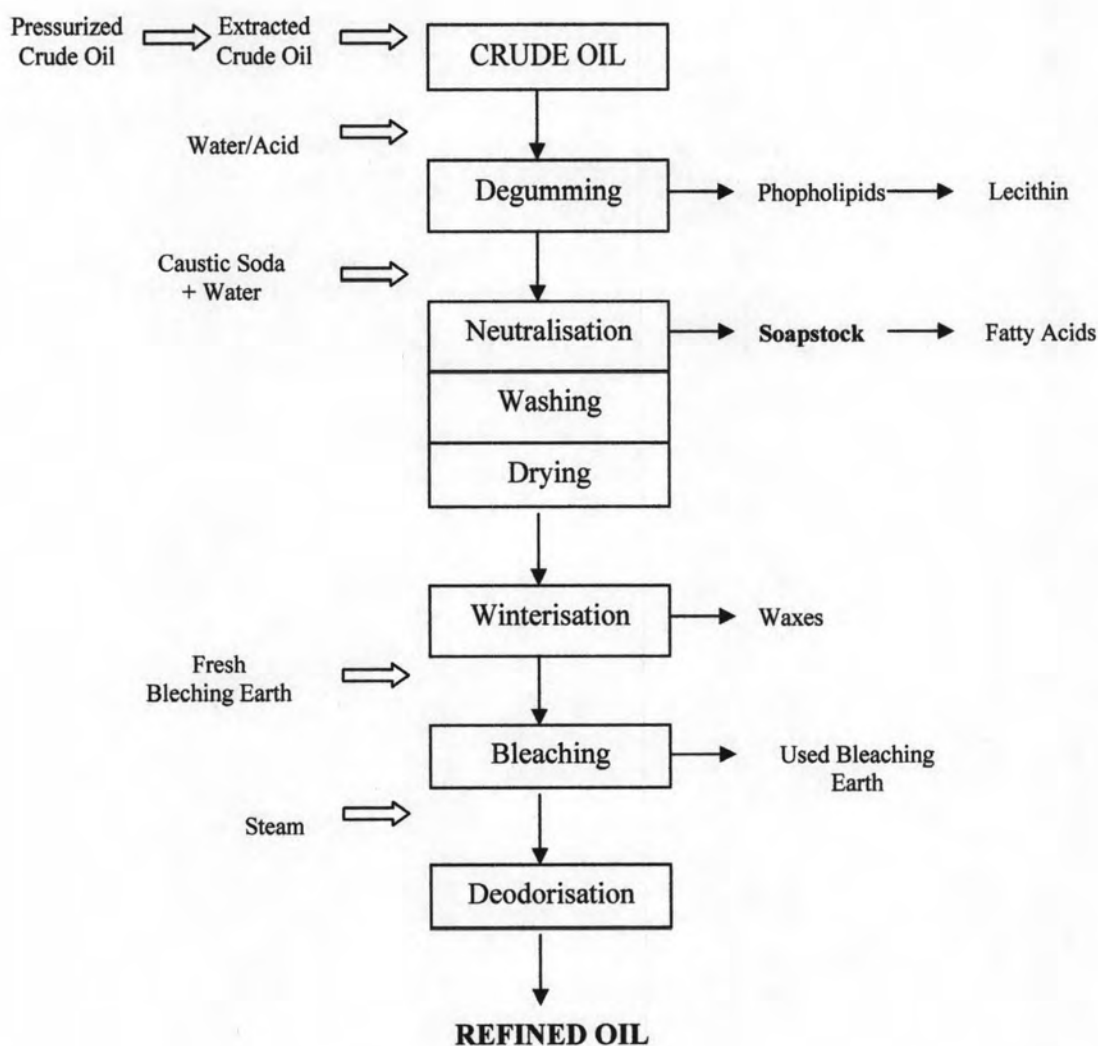 Pressurized
Crude Oil
Extracted
Crude Oil
CRUDE OIL
Water/Acid
Degumming
Phopholipids
Lecithin
Caustic Soda
+ Water
Neutralisation
Soapstock
Fatty Acids
Washing
Drying
Winterisation
Waxes
Fresh
Bleching Earth
Bleaching
Used Bleaching
Earth
Steam
Deodorisation
REFINED OIL